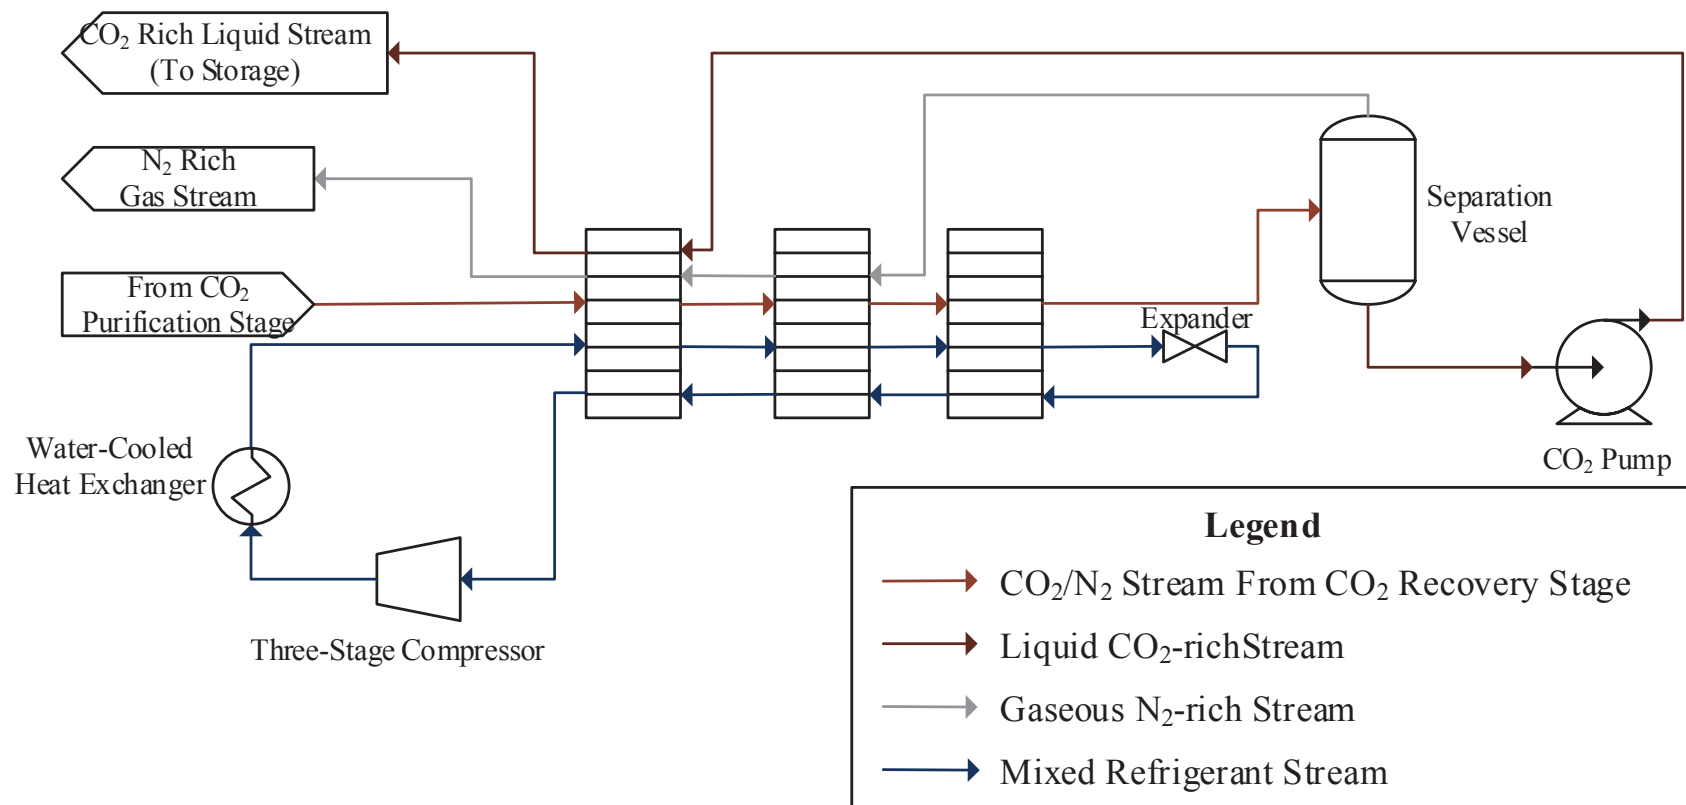 CO₂ Rich Liquid Stream
(To Storage)
N₂ Rich
Gas Stream
Separation
Vessel
From CO₂
Purification Stage
Expander
Water-Cooled
Heat Exchanger
CO₂ Pump
Three-Stage Compressor
Legend
CO₂/N₂ Stream From CO₂ Recovery Stage
Liquid CO₂-richStream
Gaseous N₂-rich Stream
Mixed Refrigerant Stream